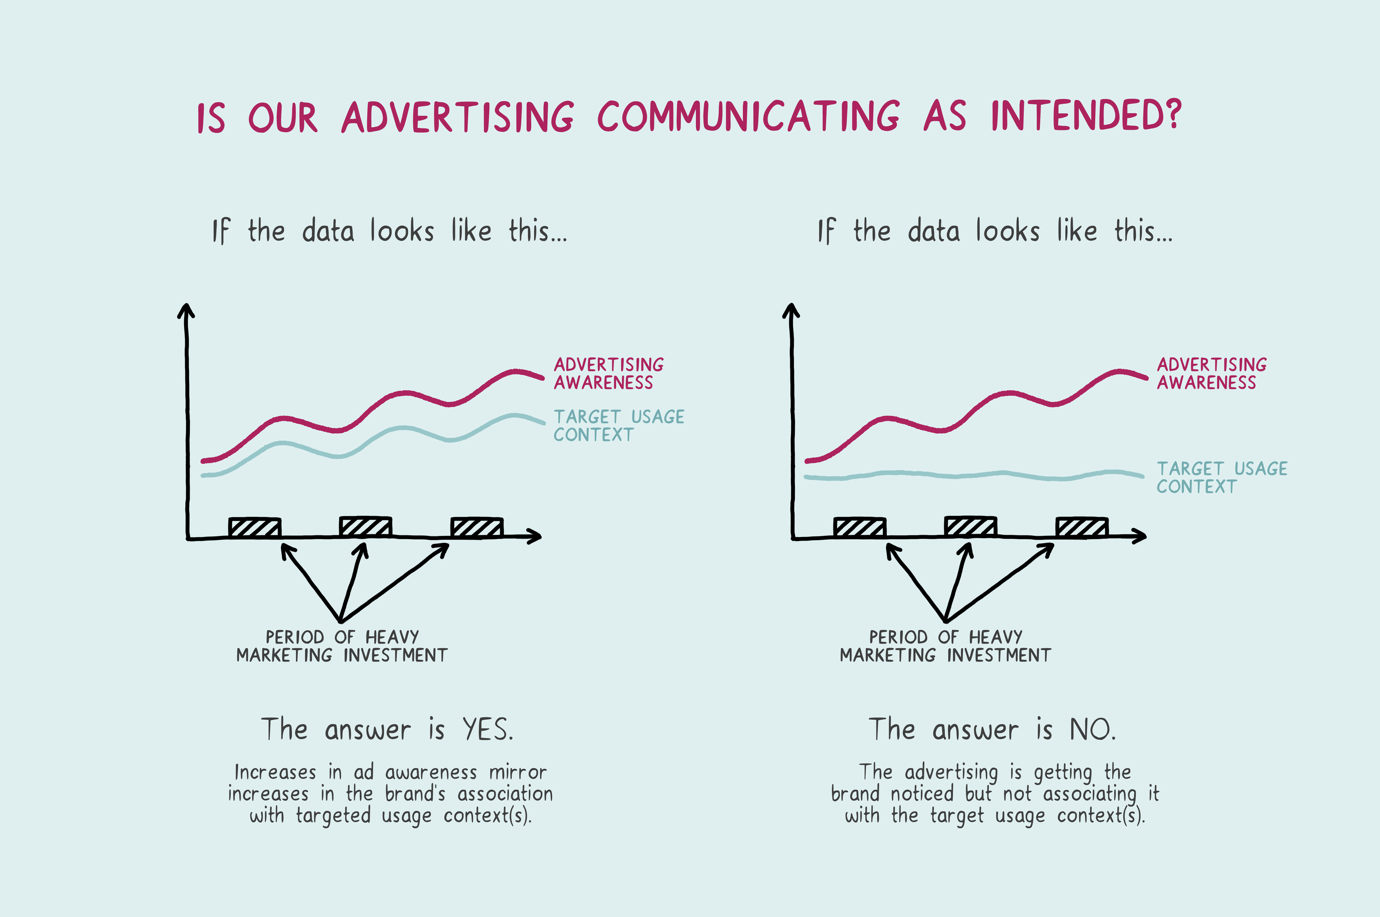 IS OUR ADVERTISING COMMUNICATING AS INTENDED?
If the data looks like this...
ADVERTISING
AWARENESS
TARGET USAGE
CONTEXT
PERIOD OF HEAVY
MARKETING INVESTMENT
The answer is YES.
Increases in ad awareness mirror
increases in the brand's association
with targeted usage context(s).
If the data looks like this...
ADVERTISING
AWARENESS
TARGET USAGE
CONTEXT
PERIOD OF HEAVY
MARKETING INVESTMENT
The answer is NO.
The advertising is getting the
brand noticed but not associating it
with the target usage context(s).